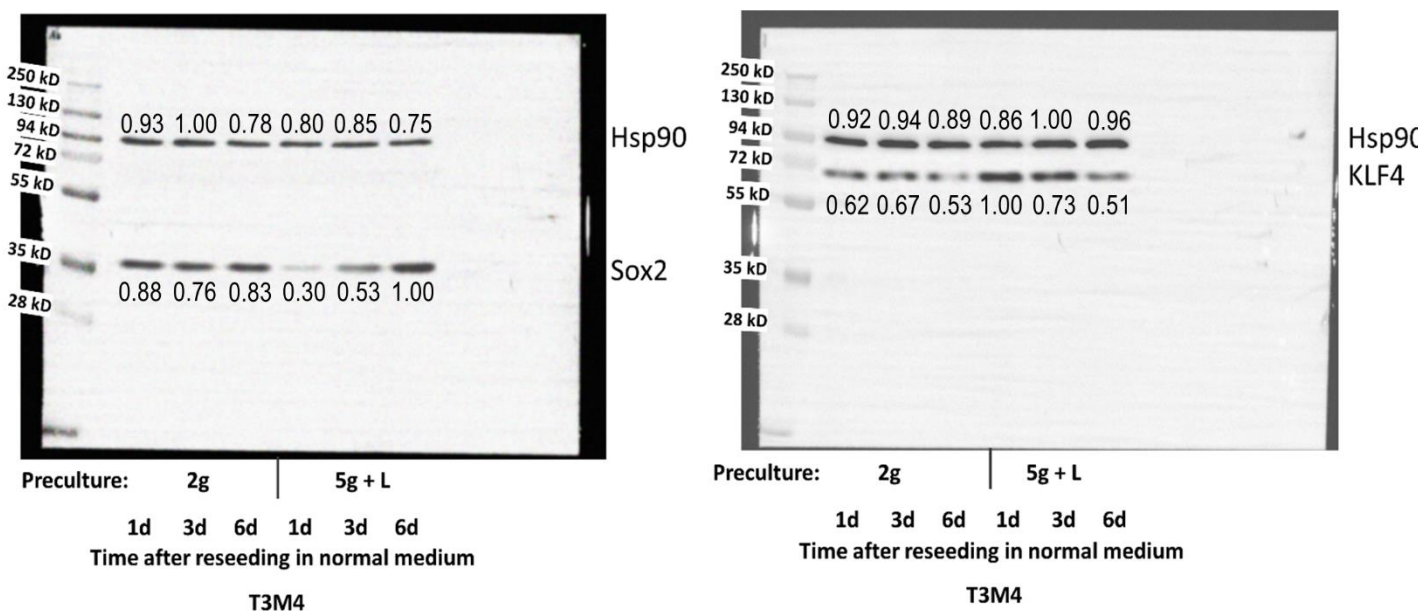 250 kD
130 kD
94 kD
72 kD
55 kD
35 kD
28 kD
0.93 1.00 0.78 0.80 0.85 0.75
Hsp90
Sox2
0.88 0.76 0.83 0.30 0.53 1.00
Preculture: 2g | 5g + L
1d 3d 6d 1d 3d 6d
Time after reseeding in normal medium
T3M4
250 kD
130 kD
94 kD
72 kD
55 kD
35 kD
28 kD
0.92 0.94 0.89 0.86 1.00 0.96
Hsp90
KLF4
0.62 0.67 0.53 1.00 0.73 0.51
Preculture: 2g | 5g + L
1d 3d 6d 1d 3d 6d
Time after reseeding in normal medium
T3M4